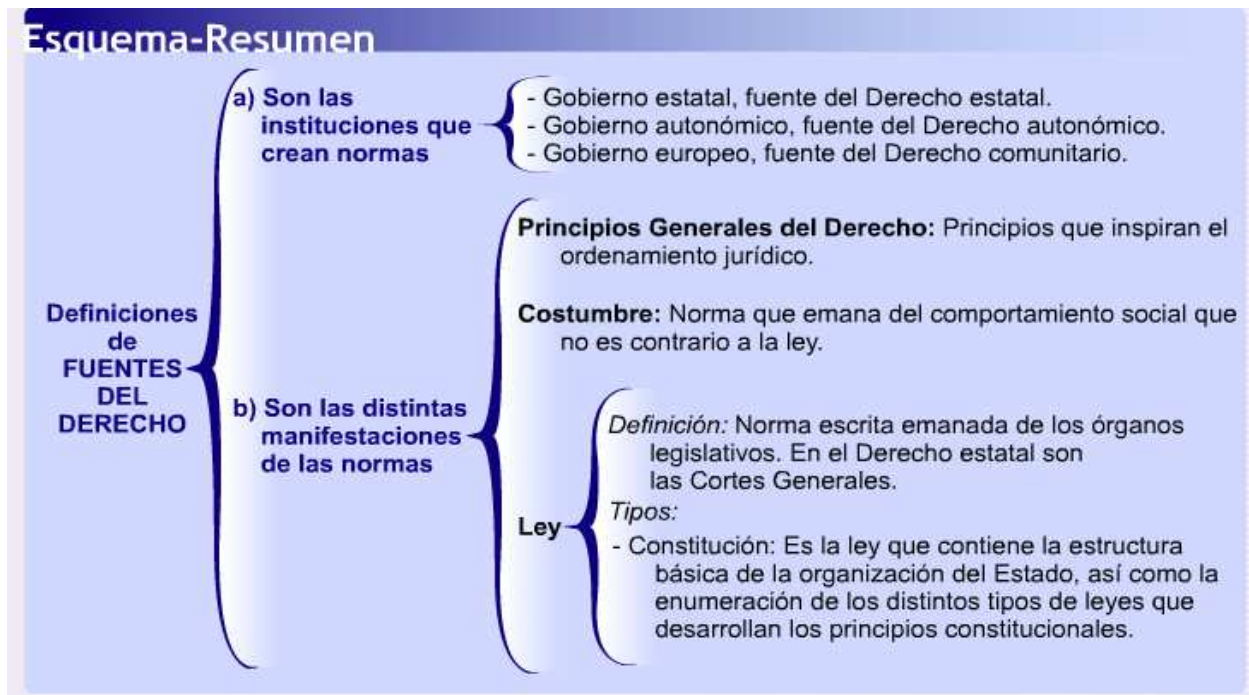 Esquema-Resumen
Definiciones
de
FUENTES
DEL
DERECHO
a) Son las
instituciones que
crean normas
- Gobierno estatal, fuente del Derecho estatal.
- Gobierno autonómico, fuente del Derecho autonómico.
- Gobierno europeo, fuente del Derecho comunitario.
b) Son las distintas
manifestaciones
de las normas
Principios Generales del Derecho: Principios que inspiran el
ordenamiento jurídico.
Costumbre: Norma que emana del comportamiento social que
no es contrario a la ley.
Ley
Definición: Norma escrita emanada de los órganos
legislativos. En el Derecho estatal son
las Cortes Generales.
Tipos:
- Constitución: Es la ley que contiene la estructura
básica de la organización del Estado, así como la
enumeración de los distintos tipos de leyes que
desarrollan los principios constitucionales.